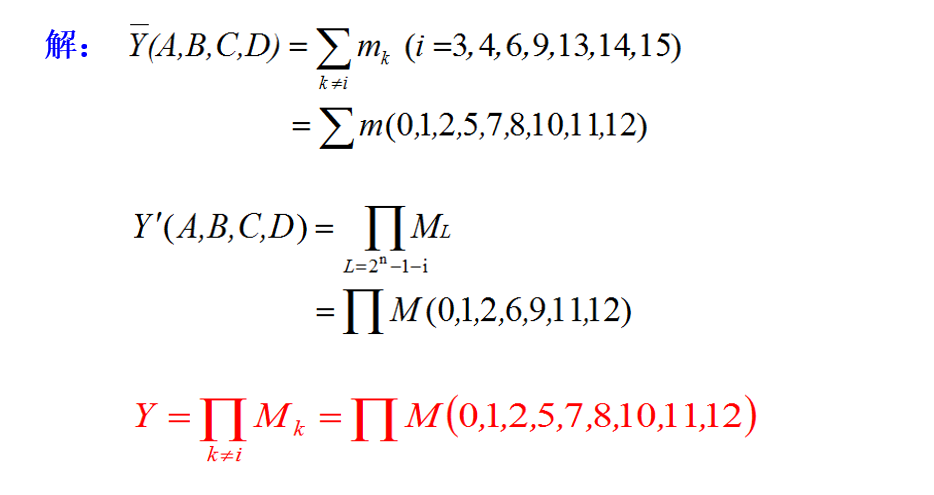 解： Y̅(A,B,C,D) = ∑_{k≠i} m_k (i =3,4,6,9,13,14,15)
= ∑m(0,1,2,5,7,8,10,11,12)
Y′(A,B,C,D) = ∏_{L=2ⁿ−1−i} M_L
= ∏ M (0,1,2,6,9,11,12)
Y = ∏_{k≠i} M_k = ∏ M(0,1,2,5,7,8,10,11,12)